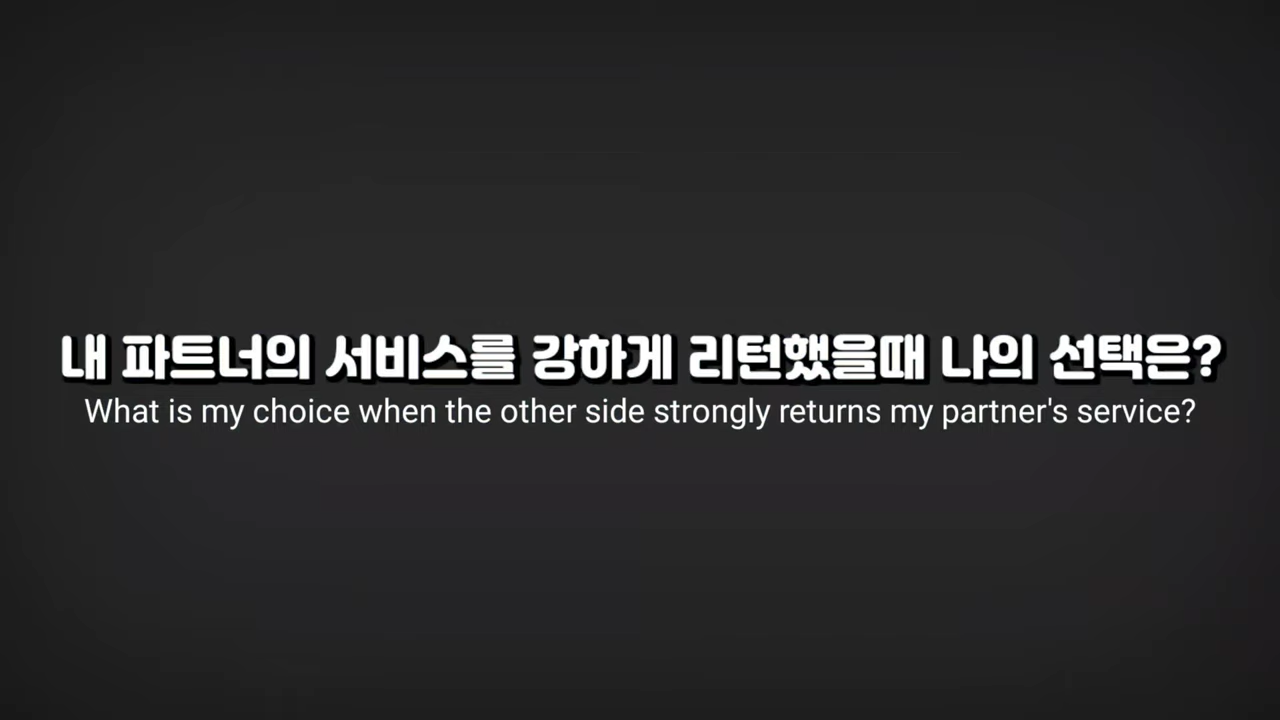 내 파트너의 서비스를 강하게 리턴했을때 나의 선택은?
What is my choice when the other side strongly returns my partner's service?